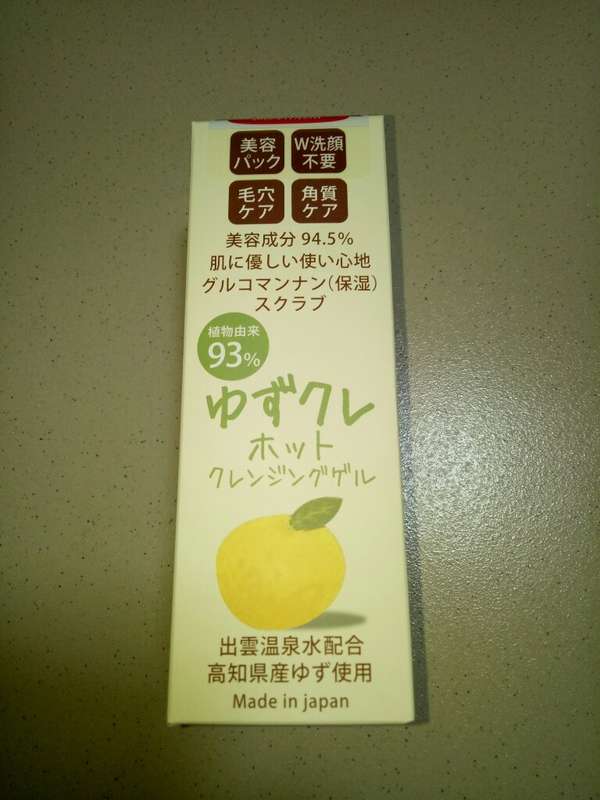 美容
パック
W洗顔
不要
毛穴
ケア
角質
ケア
美容成分 94.5%
肌に優しい使い心地
グルコマンナン(保湿)
スクラブ
植物由来
93%
ゆずクレ
ホット
クレンジングゲル
出雲温泉水配合
高知県産ゆず使用
Made in japan